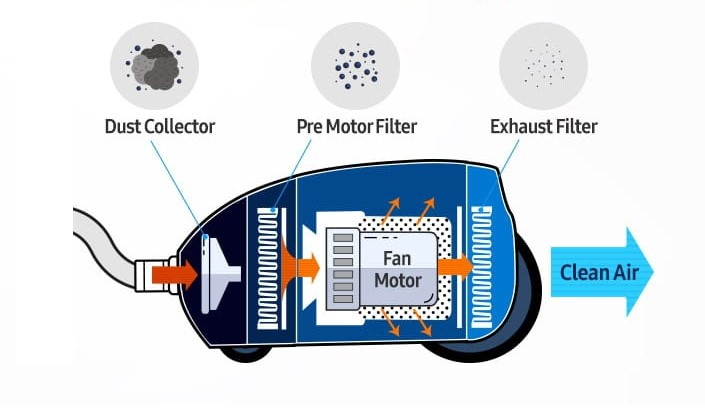 Dust Collector
Pre Motor Filter
Exhaust Filter
Fan
Motor
Clean Air